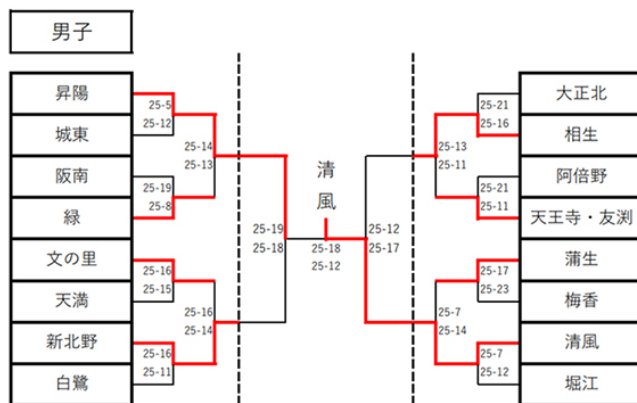 男子
昇陽
城東
阪南
緑
文の里
天満
新北野
白鷺
25-5
25-12
25-19
25-8
25-16
25-15
25-16
25-11
25-14
25-13
25-16
25-14
25-19
25-18
清
風
25-18
25-12
25-12
25-17
25-13
25-11
25-7
25-14
25-21
25-16
25-21
25-11
25-17
25-23
25-7
25-12
大正北
相生
阿倍野
天王寺・友渕
蒲生
梅香
清風
堀江